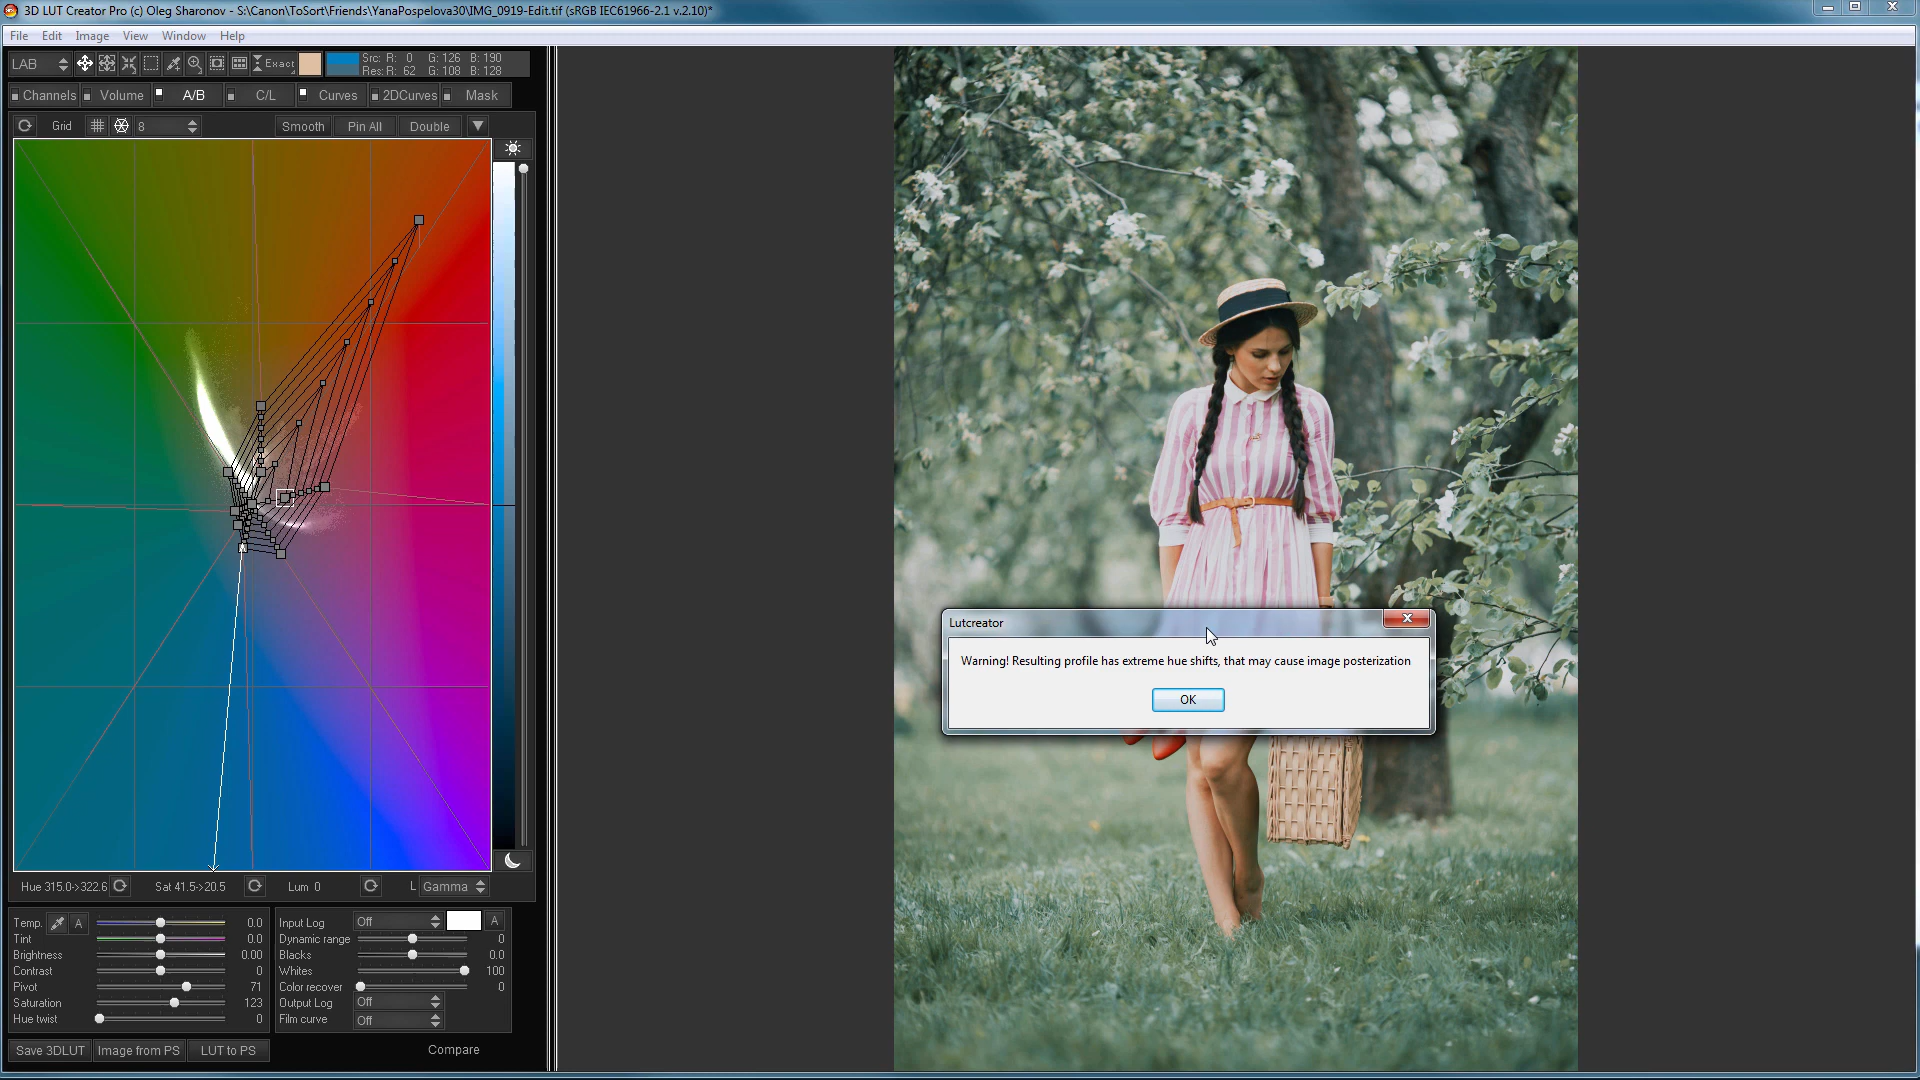 3D LUT Creator Pro (c) Oleg Sharonov - S:\Canon\ToSort\Friends\YanaPospelova30\IMG_0919-Edit.tif (sRGB IEC61966-2.1 v.2.10)*
File Edit Image View Window Help
LAB Exact Src: R: 0 G: 126 B: 190
Res: R: 62 G: 108 B: 128
Channels Volume A/B C/L Curves 2DCurves Mask
Grid 8 Smooth Pin All Double
Lutcreator
Warning! Resulting profile has extreme hue shifts, that may cause image posterization
OK
Hue 315.0->322.6 Sat 41.5->20.5 Lum 0 L Gamma
Temp. A 0.0
Tint 0.0
Brightness 0.00
Contrast 0
Pivot 71
Saturation 123
Hue twist 0
Input Log Off A
Dynamic range 0
Blacks 0.0
Whites 100
Color recover 0
Output Log Off
Film curve Off
Save 3DLUT Image from PS LUT to PS Compare